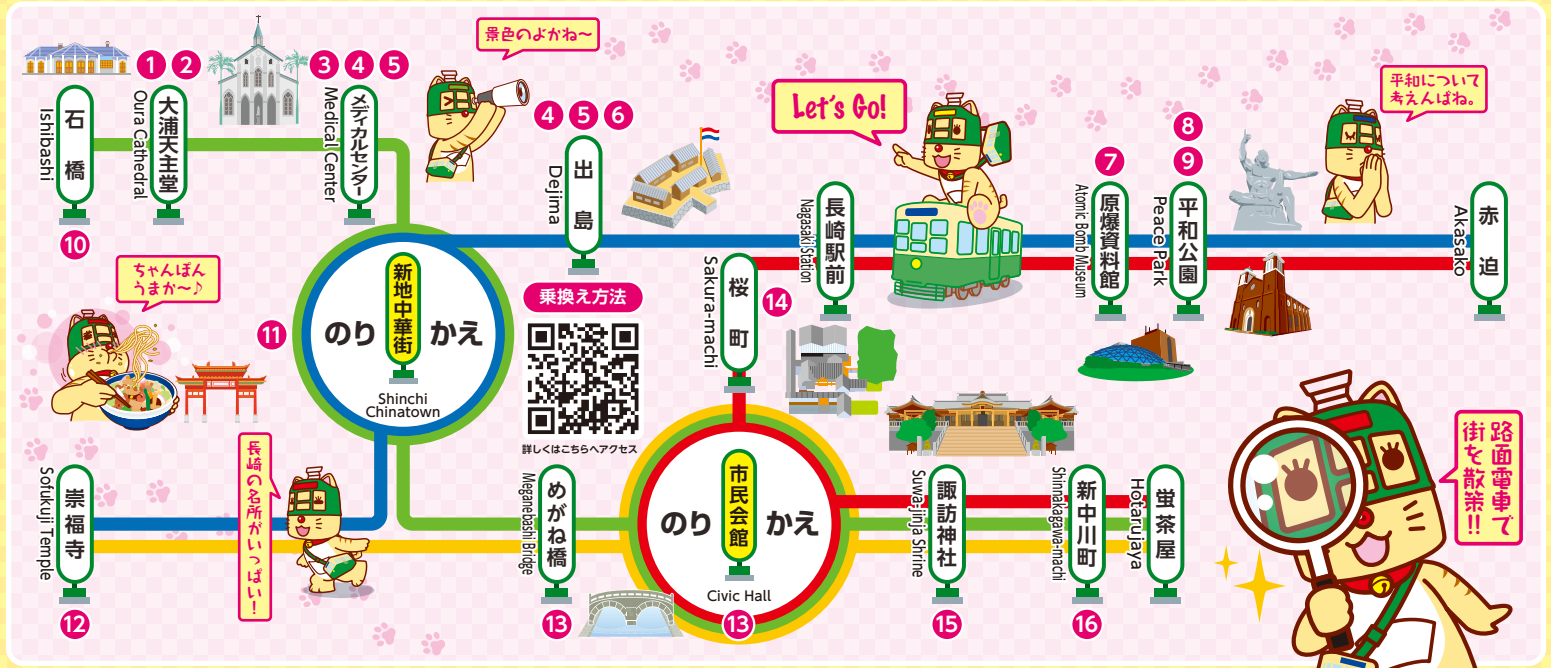 景色のよかね〜
Let's Go!
平和について
考えんばね。
1 2
3 4 5
4 5 6
7
8
9
石橋
Ishibashi
10
大浦天主堂
Oura Cathedral
メディカルセンター
Medical Center
出島
Dejima
長崎駅前
Nagasaki Station
原爆資料館
Atomic Bomb Museum
平和公園
Peace Park
赤迫
Akasako
桜町
Sakura-machi
14
ちゃんぽん
うまか〜♪
11
のりかえ
新地中華街
Shinchi
Chinatown
乗換え方法
詳しくはこちらへアクセス
崇福寺
Sofukuji Temple
12
長崎の名所がいっぱい!
めがね橋
Meganebashi Bridge
13
のりかえ
市民会館
Civic Hall
13
諏訪神社
Suwa-jinja Shrine
15
新中川町
Shinnakagawa-machi
16
蛍茶屋
Hotarujaya
路面電車で
街を散策!!